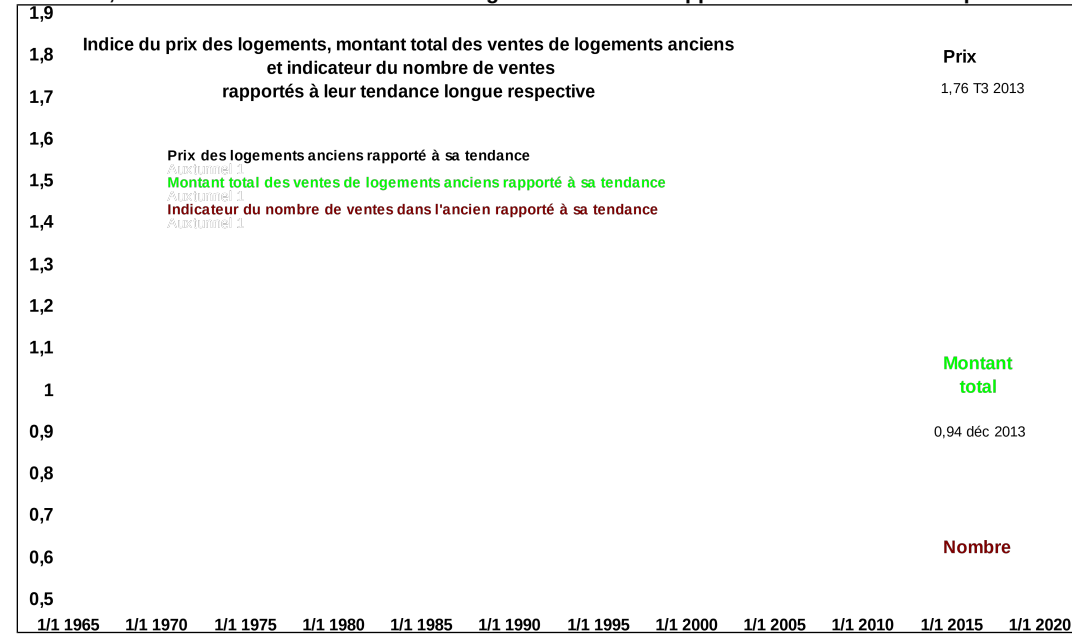 1,9
Indice du prix des logements, montant total des ventes de logements anciens
et indicateur du nombre de ventes
rapportés à leur tendance longue respective
1,8
Prix
1,7
1,76 T3 2013
1,6
Prix des logements anciens rapporté à sa tendance
Auxtunnel 1
1,5
Montant total des ventes de logements anciens rapporté à sa tendance
Auxtunnel 1
Indicateur du nombre de ventes dans l'ancien rapporté à sa tendance
Auxtunnel 1
1,4
1,3
1,2
1,1
Montant
total
1
0,9
0,94 déc 2013
0,8
0,7
0,6
Nombre
0,5
1/1 1965 1/1 1970 1/1 1975 1/1 1980 1/1 1985 1/1 1990 1/1 1995 1/1 2000 1/1 2005 1/1 2010 1/1 2015 1/1 2020